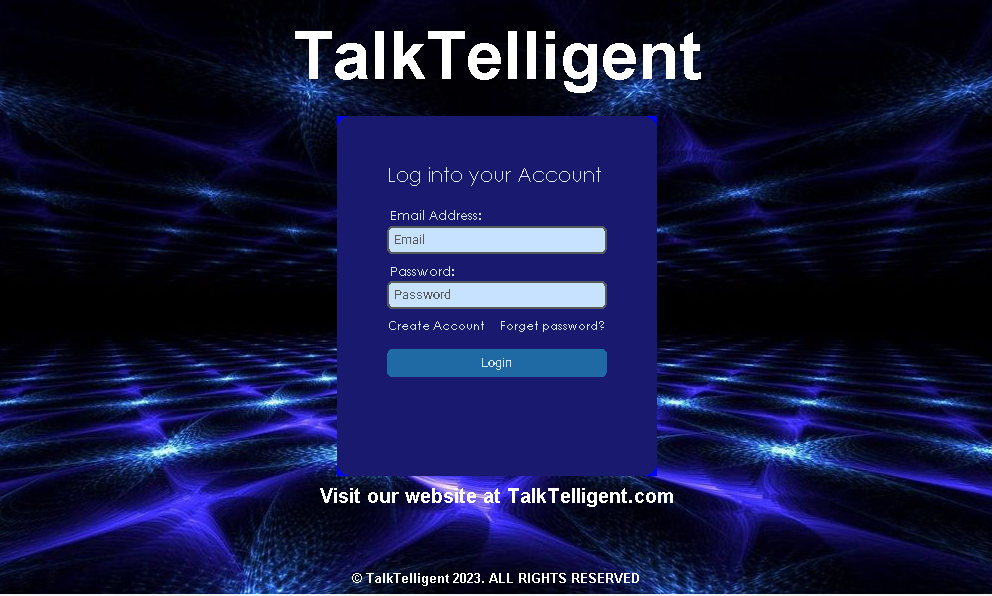 TalkTelligent
Log into your Account
Email Address:
Email
Password:
Password
Create Account Forget password?
Login
Visit our website at TalkTelligent.com
© TalkTelligent 2023. ALL RIGHTS RESERVED